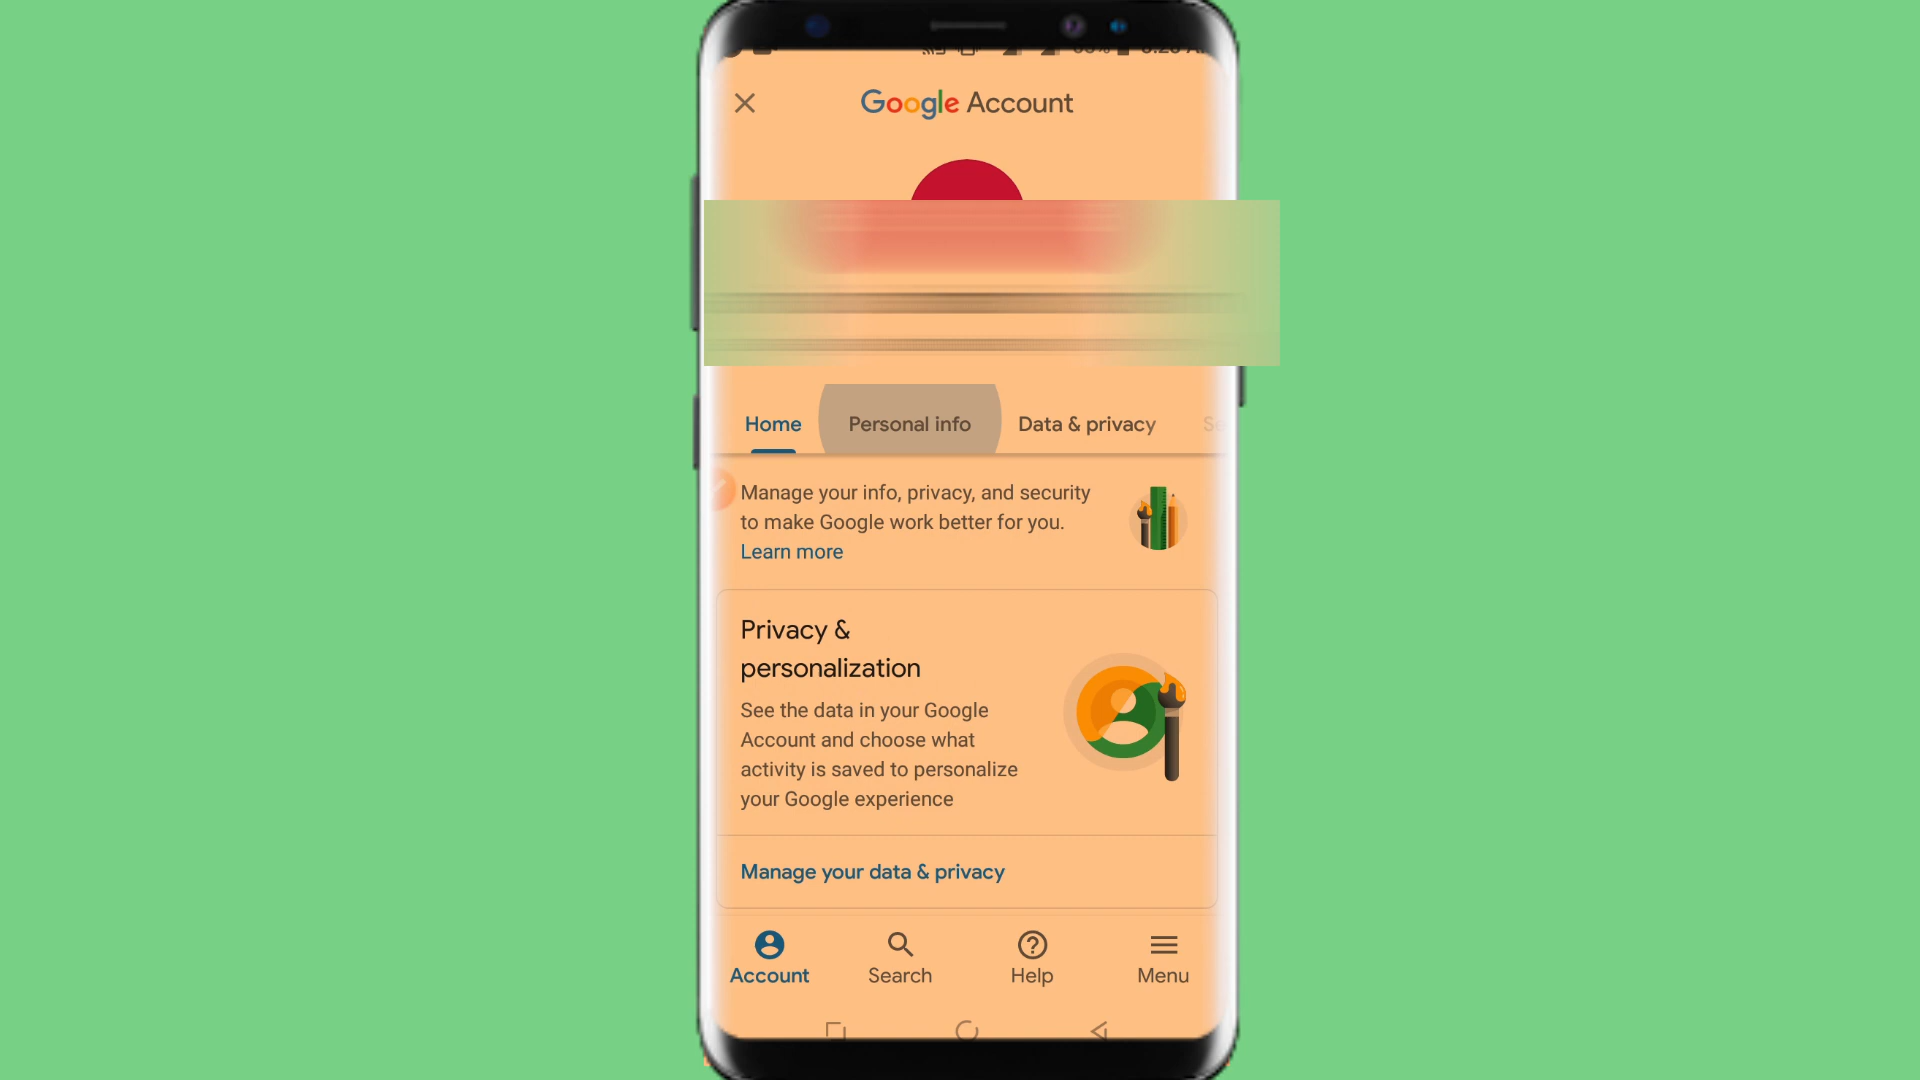 Google Account
Home Personal info Data & privacy Se
Manage your info, privacy, and security
to make Google work better for you.
Learn more
Privacy &
personalization
See the data in your Google
Account and choose what
activity is saved to personalize
your Google experience
Manage your data & privacy
Account Search Help Menu